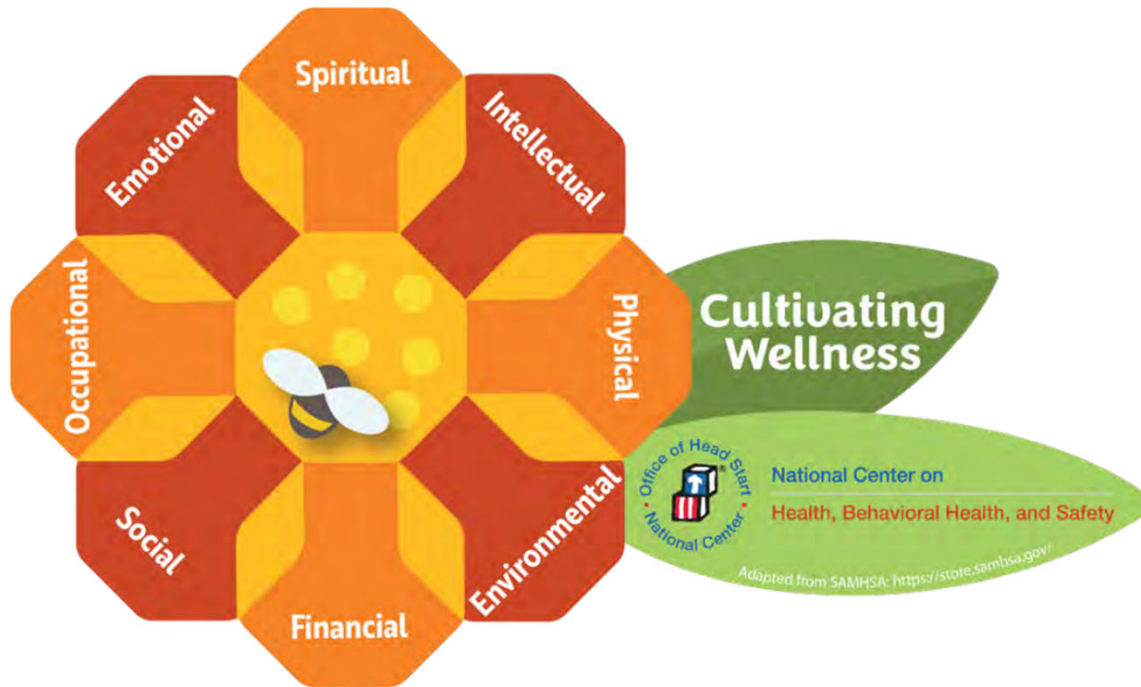 Spiritual
Intellectual
Physical
Environmental
Financial
Social
Occupational
Emotional
Cultivating
Wellness
Office of Head Start
National Center
®
National Center on
Health, Behavioral Health, and Safety
Adapted from SAMHSA: https://store.samhsa.gov/